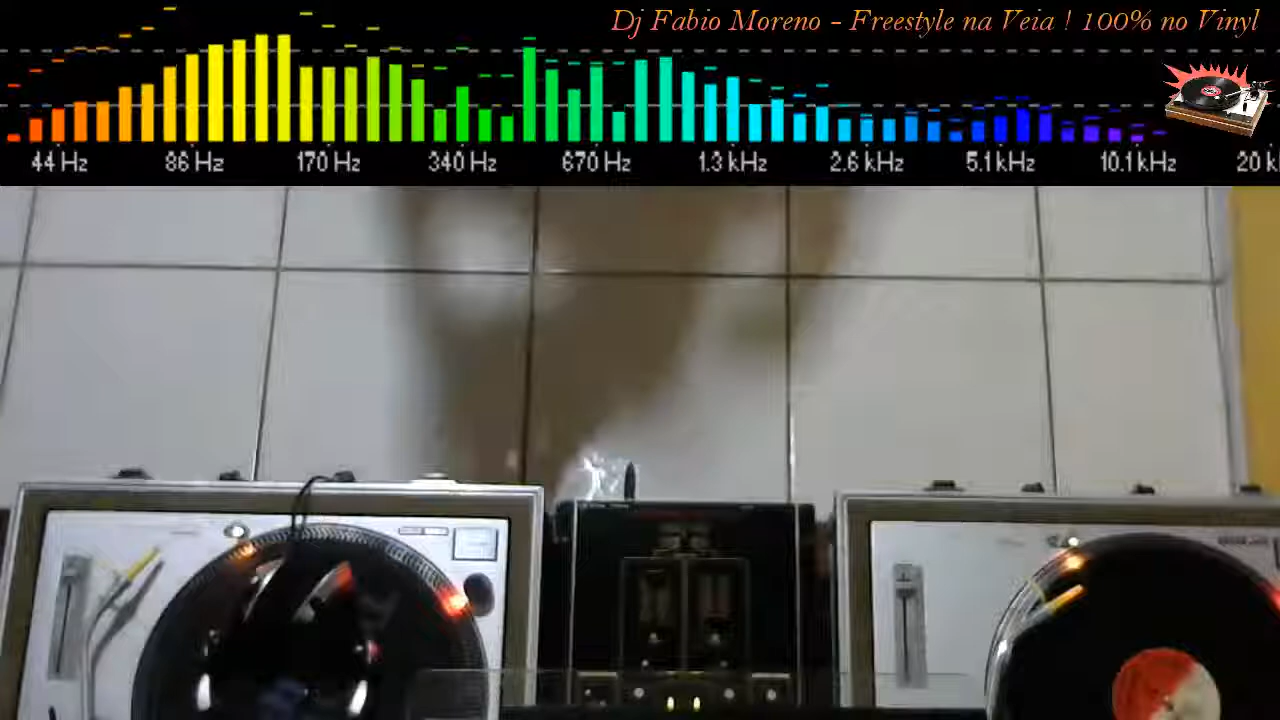 Dj Fabio Moreno - Freestyle na Veia ! 100% no Vinyl
44 Hz 86 Hz 170 Hz 340 Hz 670 Hz 1.3 kHz 2.6 kHz 5.1 kHz 10.1 kHz 20 k